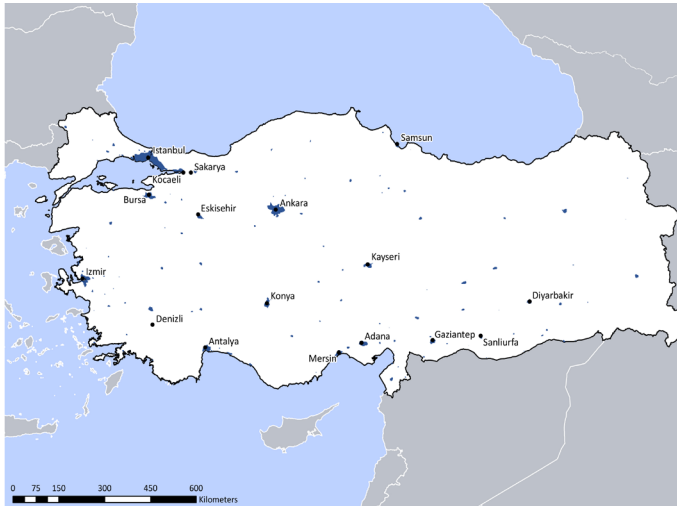 Samsun
Istanbul
Kocaeli
Sakarya
Bursa
Eskisehir
Ankara
Kayseri
Izmir
Konya
Diyarbakir
Denizli
Antalya
Mersin
Adana
Gaziantep
Sanliurfa
0 75 150 300 450 600
Kilometers